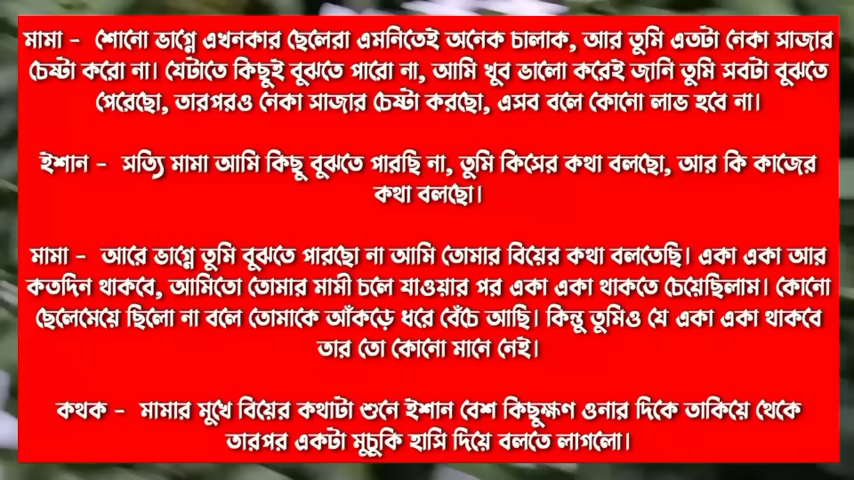 মামা - শোনো ভাগ্নে এখনকার ছেলেরা এমনিতেই অনেক চালাক, আর তুমি এতটা নেকা সাজার
চেষ্টা করো না। যেটাতে কিছুই বুঝতে পারো না, আমি খুব ভালো করেই জানি তুমি সবটা বুঝতে
পেরেছো, তারপরও নেকা সাজার চেষ্টা করছো, এসব বলে কোনো লাভ হবে না।
ইশান - সত্যি মামা আমি কিছু বুঝতে পারছি না, তুমি কিসের কথা বলছো, আর কি কাজের
কথা বলছো।
মামা - আরে ভাগ্নে তুমি বুঝতে পারছো না আমি তোমার বিয়ের কথা বলতেছি। একা একা আর
কতদিন থাকবে, আমিতো তোমার মামী চলে যাওয়ার পর একা একা থাকতে চেয়েছিলাম। কোনো
ছেলেমেয়ে ছিলো না বলে তোমাকে আঁকড়ে ধরে বেঁচে আছি। কিন্তু তুমিও যে একা একা থাকবে
তার তো কোনো মানে নেই।
কথক - মামার মুখে বিয়ের কথাটা শুনে ইশান বেশ কিছুক্ষণ ওনার দিকে তাকিয়ে থেকে
তারপর একটা মুচুকি হাসি দিয়ে বলতে লাগলো।